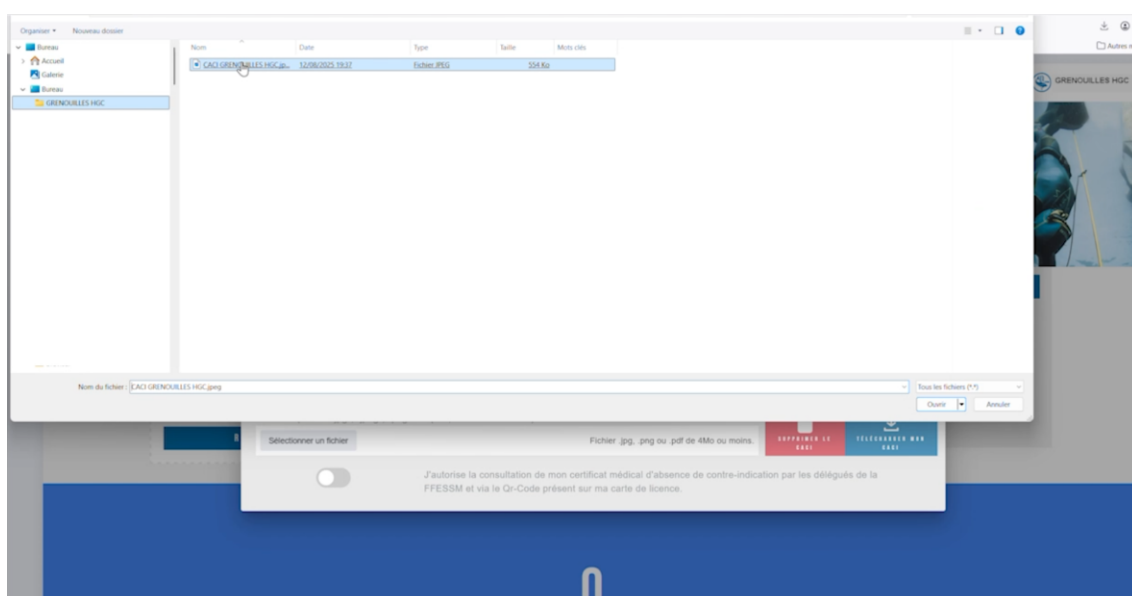 Organiser
Nouveau dossier
Autres
Bureau
Accueil
Galerie
Bureau
GRENOUILLES HGC
Nom
Date
Type
Taille
Mots clés
CACI GRENOUILLES HGC.jp...
12/08/2025 19:37
Fichier JPEG
554 Ko
GRENOUILLES HGC
Nom du fichier : CACI GRENOUILLES HGC.jpeg
Tous les fichiers (*.*)
Ouvrir
Annuler
Sélectionner un fichier
Fichier .jpg, .png ou .pdf de 4Mo ou moins.
SUPPRIMER LE
CACI
TÉLÉCHARGER MON
CACI
J'autorise la consultation de mon certificat médical d'absence de contre-indication par les délégués de la
FFESSM et via le Qr-Code présent sur ma carte de licence.